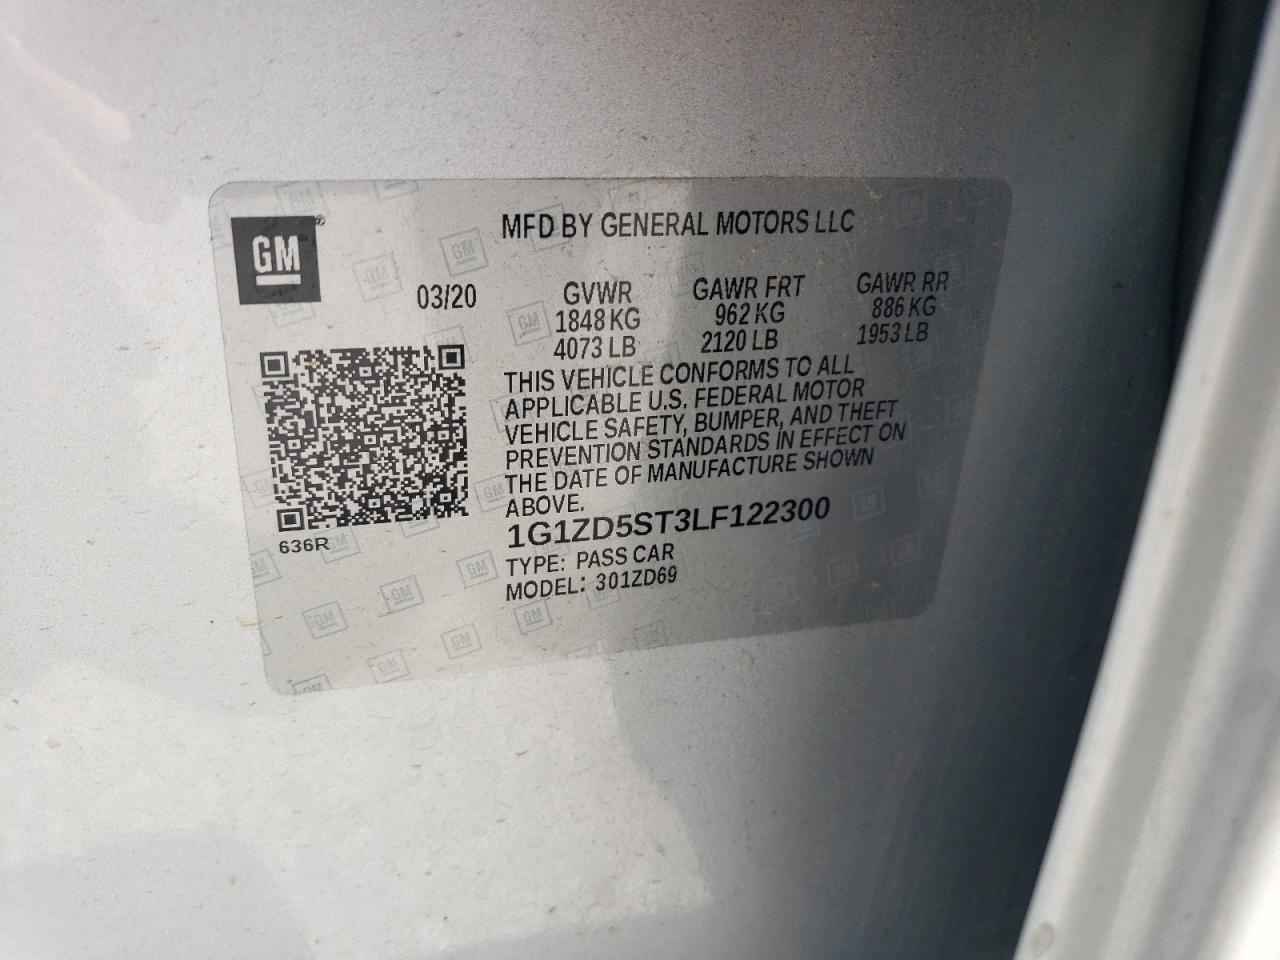 GM
MFD BY GENERAL MOTORS LLC
03/20
GVWR GAWR FRT GAWR RR
1848 KG 962 KG 886 KG
4073 LB 2120 LB 1953 LB
THIS VEHICLE CONFORMS TO ALL
APPLICABLE U.S. FEDERAL MOTOR
VEHICLE SAFETY, BUMPER, AND THEFT
PREVENTION STANDARDS IN EFFECT ON
THE DATE OF MANUFACTURE SHOWN
ABOVE.
1G1ZD5ST3LF122300
636R
TYPE: PASS CAR
MODEL: 301ZD69